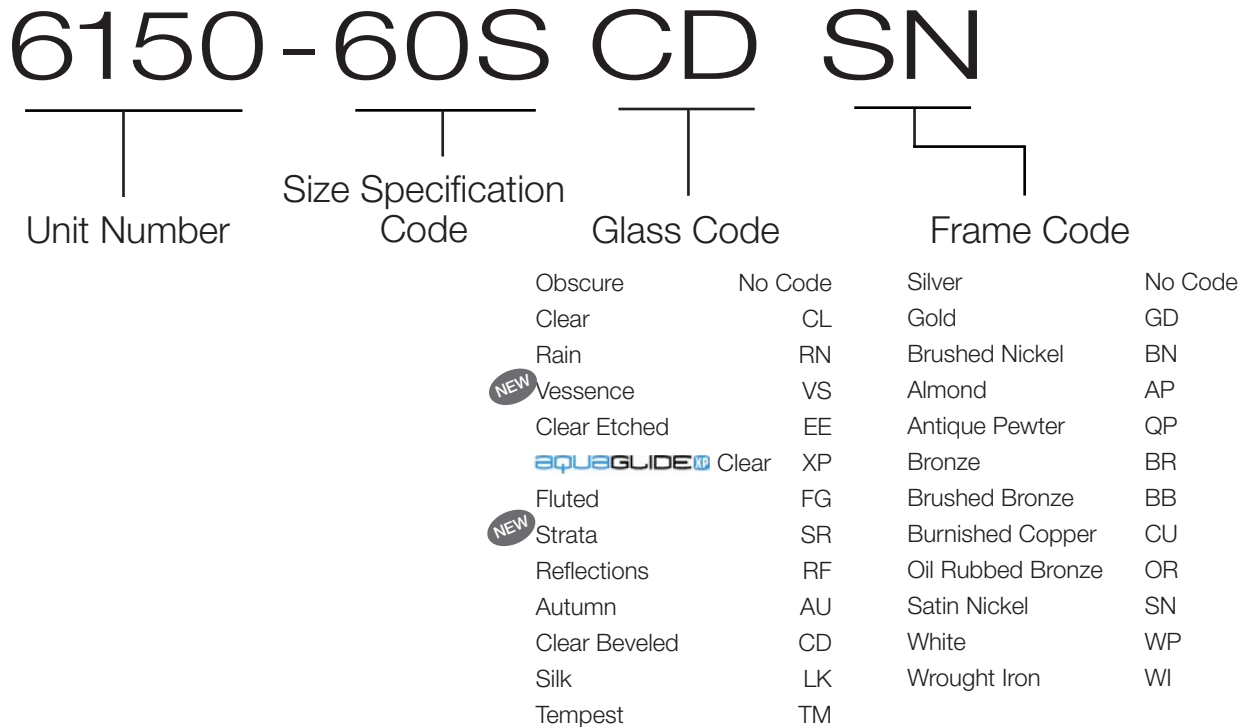 6150-60S CD SN
Size Specification
Code
Unit Number
Glass Code
Frame Code
Obscure No Code
Clear CL
Rain RN
NEW Vessence VS
Clear Etched EE
AQUAGLIDE XP Clear XP
Fluted FG
NEW Strata SR
Reflections RF
Autumn AU
Clear Beveled CD
Silk LK
Tempest TM
Silver No Code
Gold GD
Brushed Nickel BN
Almond AP
Antique Pewter QP
Bronze BR
Brushed Bronze BB
Burnished Copper CU
Oil Rubbed Bronze OR
Satin Nickel SN
White WP
Wrought Iron WI